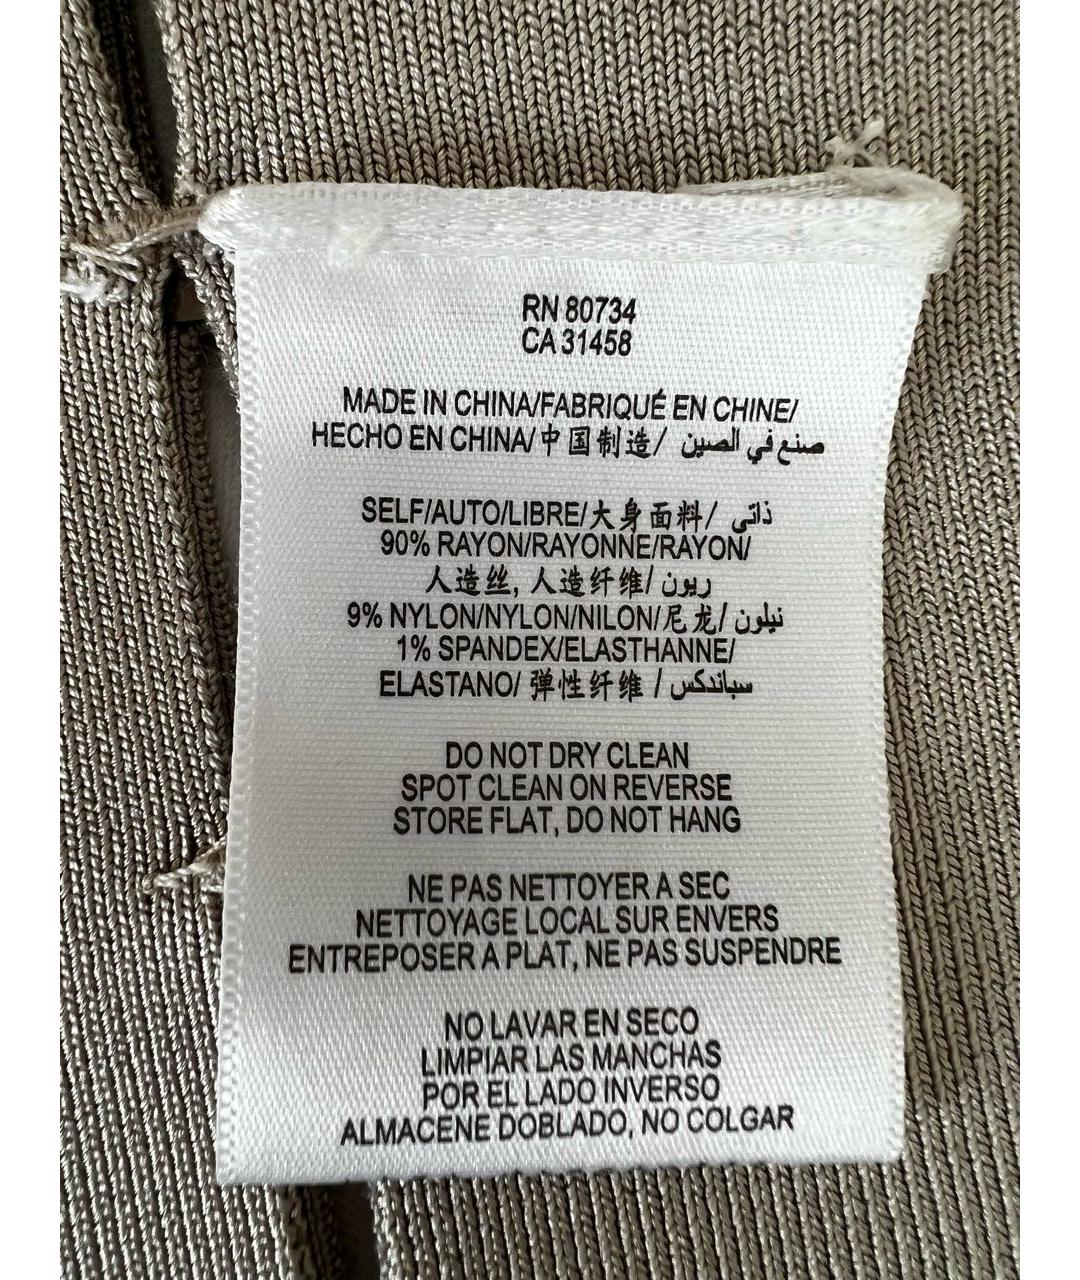 RN 80734
CA 31458
MADE IN CHINA/FABRIQUÉ EN CHINE/
HECHO EN CHINA/中国制造/ صنع في الصين
SELF/AUTO/LIBRE/大身面料/ ذاتي
90% RAYON/RAYONNE/RAYON/
人造丝, 人造纤维/ ريون
9% NYLON/NYLON/NILON/尼龙/ نيلون
1% SPANDEX/ELASTHANNE/
ELASTANO/ 弹性纤维 / سباندكس
DO NOT DRY CLEAN
SPOT CLEAN ON REVERSE
STORE FLAT, DO NOT HANG
NE PAS NETTOYER A SEC
NETTOYAGE LOCAL SUR ENVERS
ENTREPOSER A PLAT, NE PAS SUSPENDRE
NO LAVAR EN SECO
LIMPIAR LAS MANCHAS
POR EL LADO INVERSO
ALMACENE DOBLADO, NO COLGAR